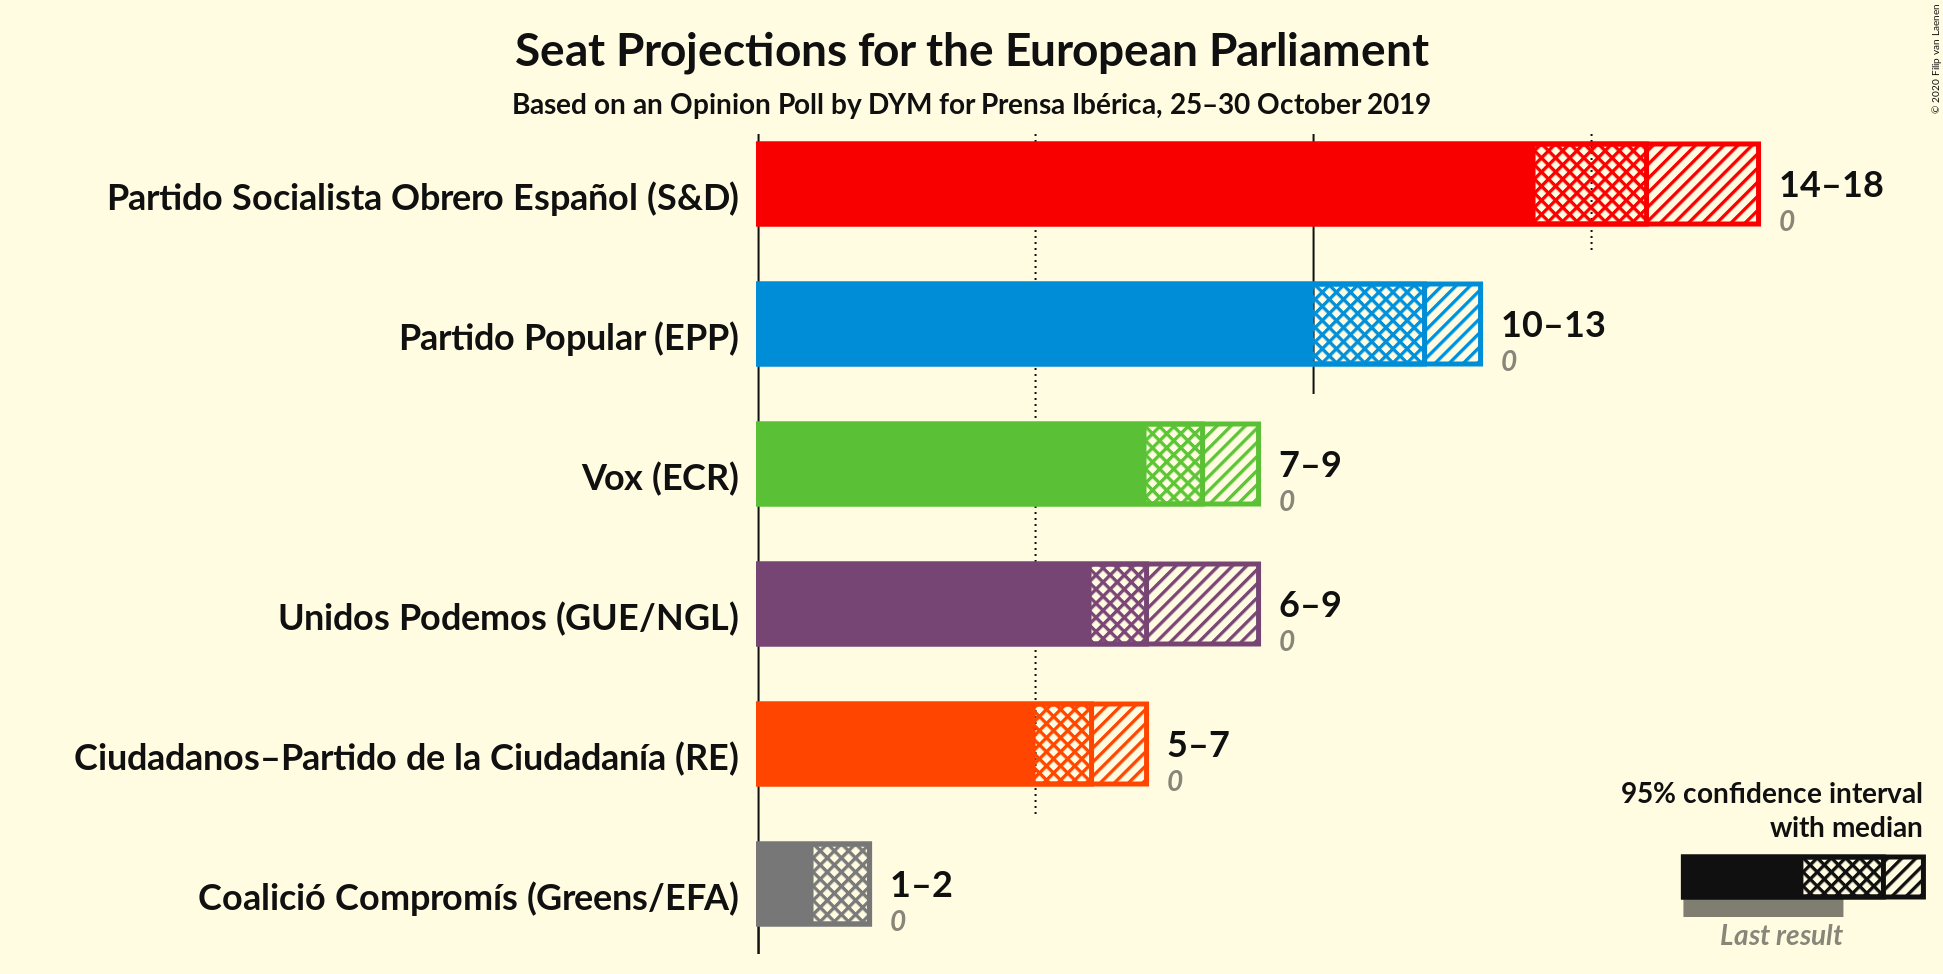 Seat Projections for the European Parliament
Based on an Opinion Poll by DYM for Prensa Ibérica, 25–30 October 2019
© 2020 Filip van Laenen
Partido Socialista Obrero Español (S&D)
14–18
0
Partido Popular (EPP)
10–13
0
Vox (ECR)
7–9
0
Unidos Podemos (GUE/NGL)
6–9
0
Ciudadanos–Partido de la Ciudadanía (RE)
5–7
0
Coalició Compromís (Greens/EFA)
1–2
0
95% confidence interval
with median
Last result